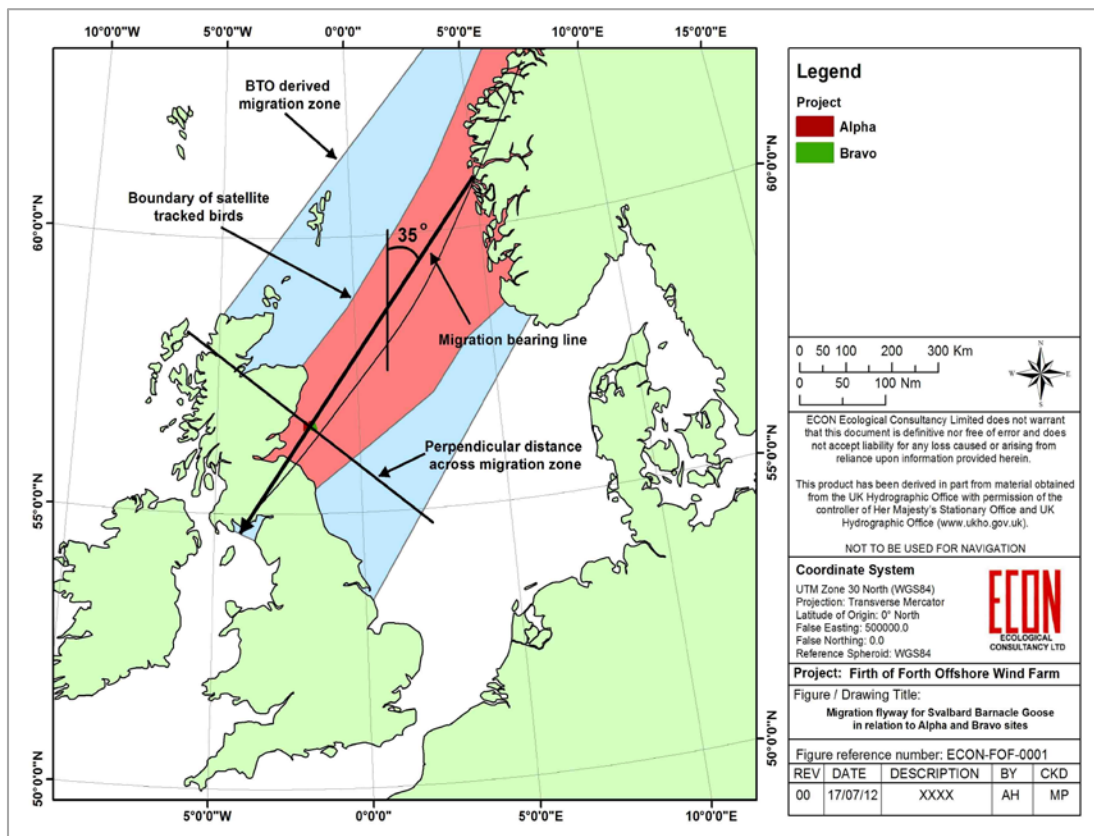 10°0'0"W 5°0'0"W 0°0'0" 5°0'0"E 10°0'0"E 15°0'0"E
BTO derived
migration zone
Boundary of satellite
tracked birds
35°
Migration bearing line
Perpendicular distance
across migration zone
60°0'0"N
55°0'0"N
50°0'0"N
60°0'0"N
55°0'0"N
50°0'0"N
5°0'0"W 0°0'0" 5°0'0"E 10°0'0"E
Legend
Project
Alpha
Bravo
0 50 100 200 300 Km
0 50 100 Nm
N
W E
S
ECON Ecological Consultancy Limited does not warrant
that this document is definitive nor free of error and does
not accept liability for any loss caused or arising from
reliance upon information provided herein.
This product has been derived in part from material obtained
from the UK Hydrographic Office with permission of the
controller of Her Majesty's Stationary Office and UK
Hydrographic Office (www.ukho.gov.uk).
NOT TO BE USED FOR NAVIGATION
Coordinate System
UTM Zone 30 North (WGS84)
Projection: Transverse Mercator
Latitude of Origin: 0° North
False Easting: 500000.0
False Northing: 0.0
Reference Spheroid: WGS84
ECON
ECOLOGICAL
CONSULTANCY LTD
Project: Firth of Forth Offshore Wind Farm
Figure / Drawing Title:
Migration flyway for Svalbard Barnacle Goose
in relation to Alpha and Bravo sites
Figure reference number: ECON-FOF-0001
REV DATE DESCRIPTION BY CKD
00 17/07/12 XXXX AH MP